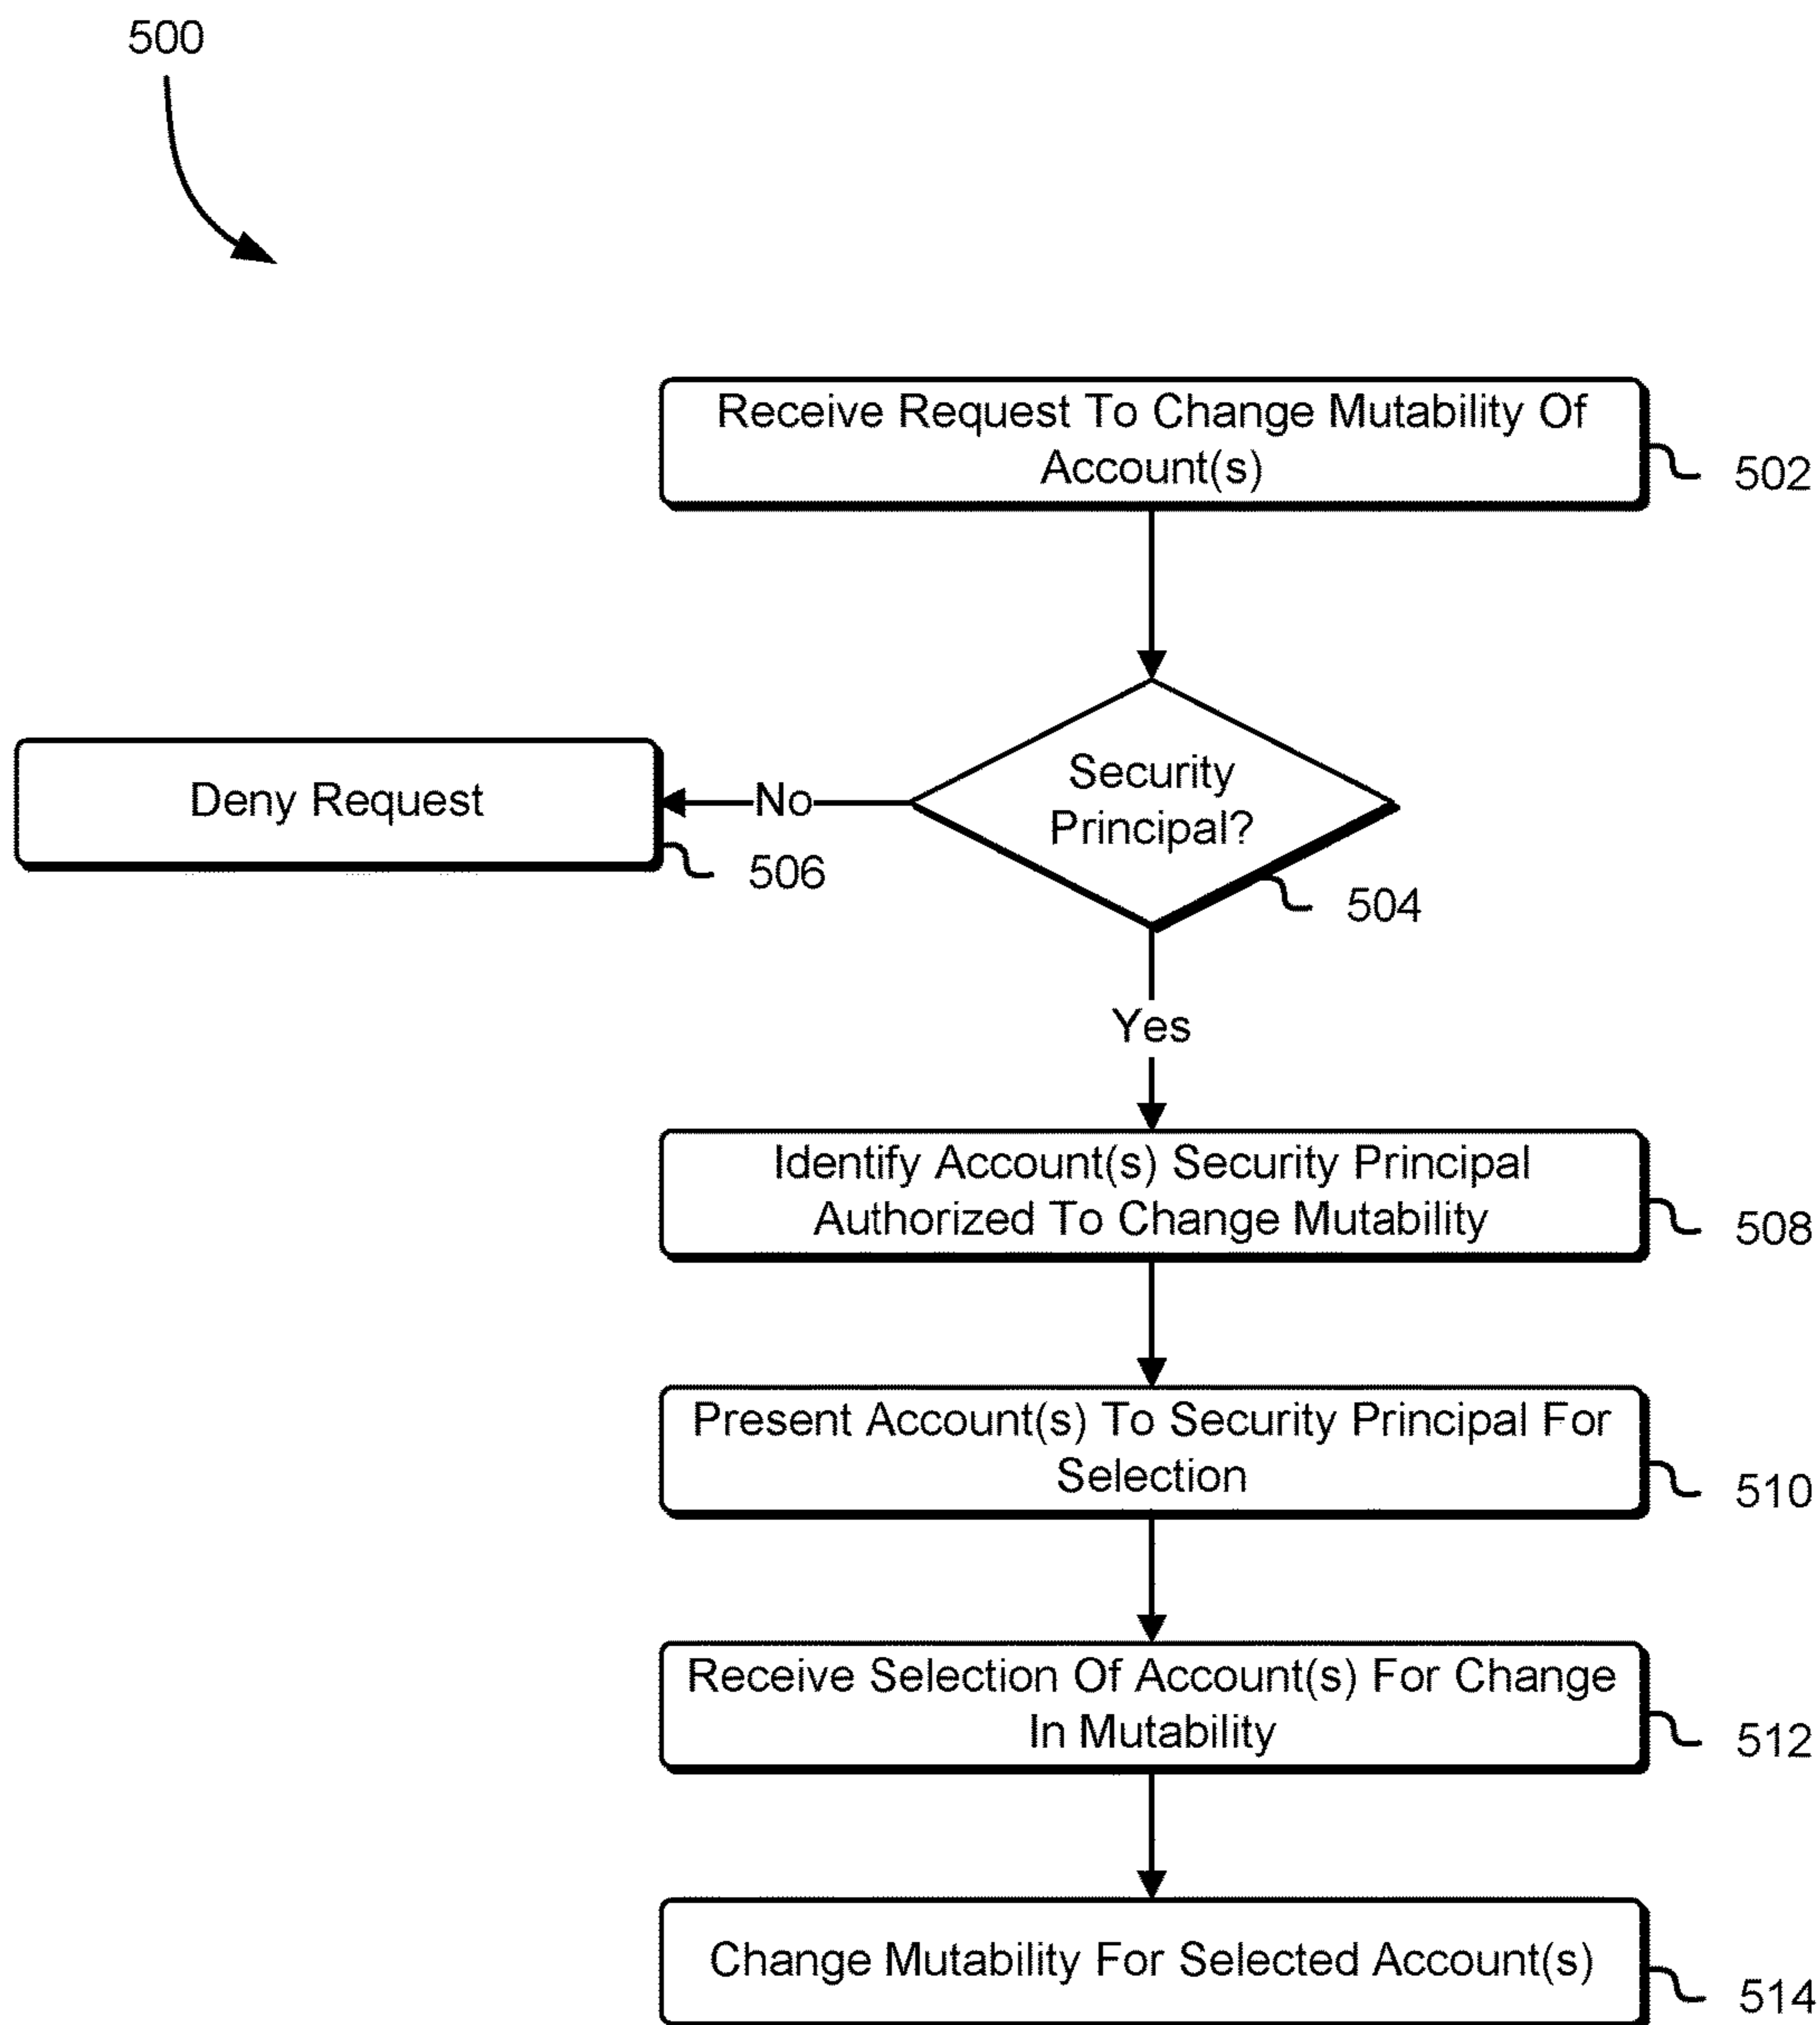 500
Receive Request To Change Mutability Of
Account(s)
502
Security
Principal?
504
No
Deny Request
506
Yes
Identify Account(s) Security Principal
Authorized To Change Mutability
508
Present Account(s) To Security Principal For
Selection
510
Receive Selection Of Account(s) For Change
In Mutability
512
Change Mutability For Selected Account(s)
514